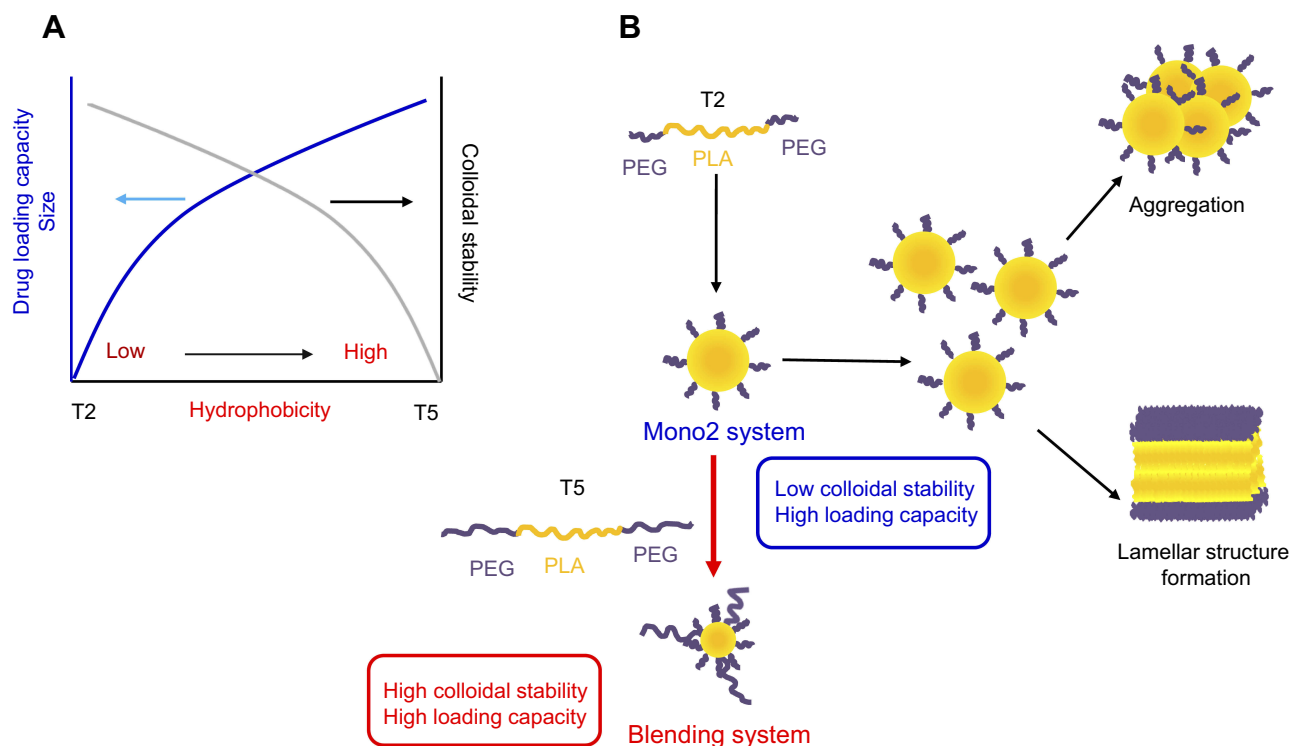 A
Drug loading capacity
Size
Colloidal stability
Low
High
T2
Hydrophobicity
T5
B
T2
PEG
PLA
PEG
Aggregation
Mono2 system
Low colloidal stability
High loading capacity
Lamellar structure
formation
T5
PEG
PLA
PEG
High colloidal stability
High loading capacity
Blending system